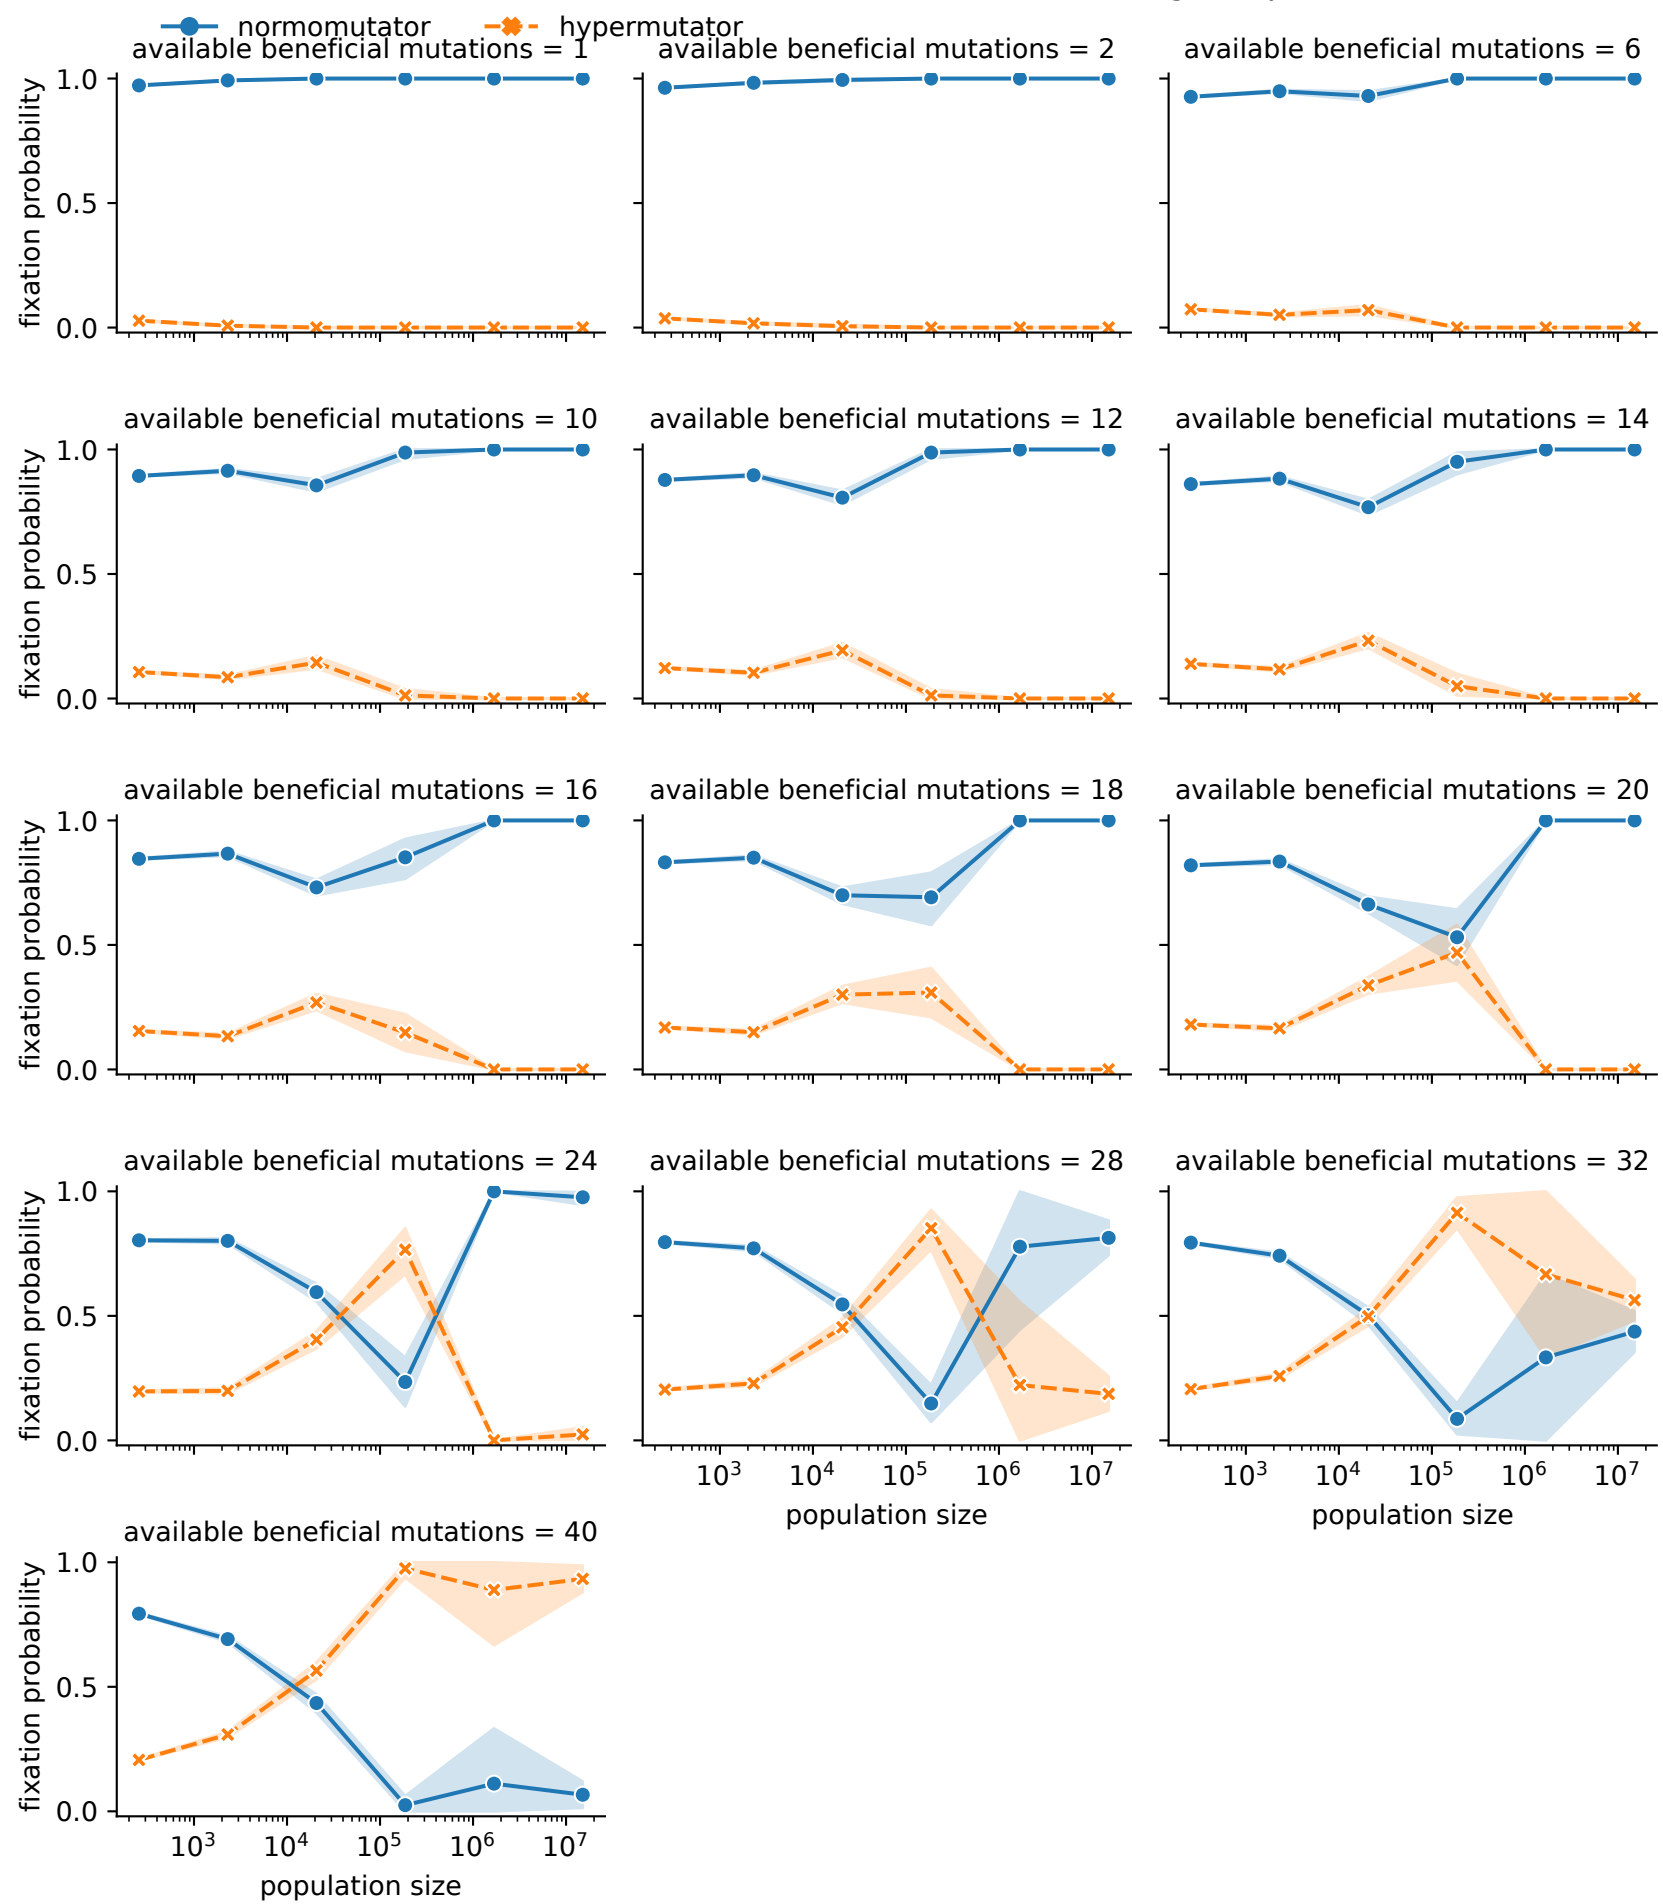 normomutator hypermutator
available beneficial mutations = 1 available beneficial mutations = 2 available beneficial mutations = 6
fixation probability
1.0
0.5
0.0
available beneficial mutations = 10 available beneficial mutations = 12 available beneficial mutations = 14
fixation probability
1.0
0.5
0.0
available beneficial mutations = 16 available beneficial mutations = 18 available beneficial mutations = 20
fixation probability
1.0
0.5
0.0
available beneficial mutations = 24 available beneficial mutations = 28 available beneficial mutations = 32
fixation probability
1.0
0.5
0.0
10³ 10⁴ 10⁵ 10⁶ 10⁷ 10³ 10⁴ 10⁵ 10⁶ 10⁷
population size population size
available beneficial mutations = 40
fixation probability
1.0
0.5
0.0
10³ 10⁴ 10⁵ 10⁶ 10⁷
population size